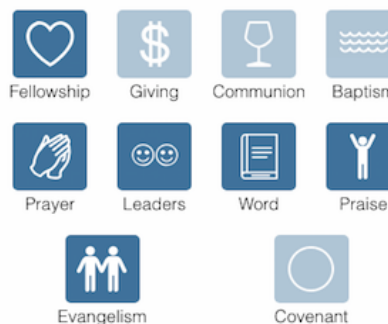 Fellowship Giving Communion Baptism
Prayer Leaders Word Praise
Evangelism Covenant